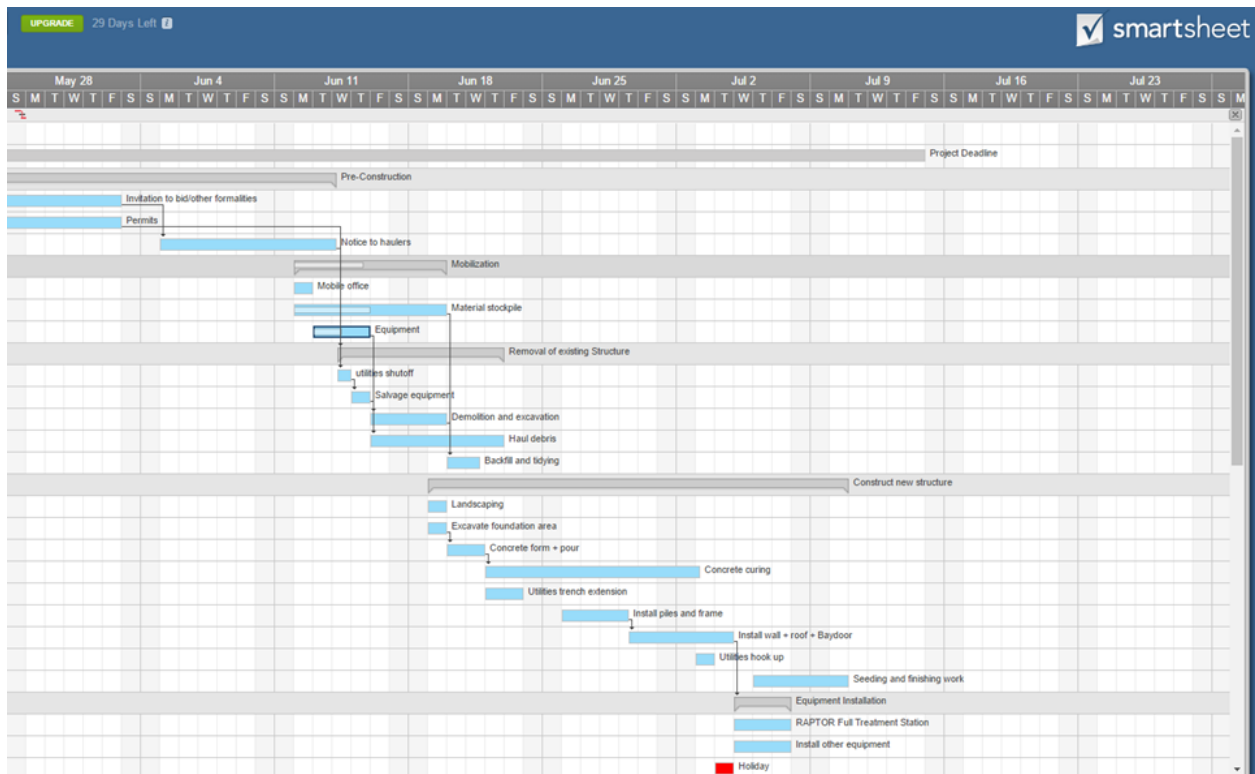 UPGRADE 29 Days Left i
smartsheet
May 28 Jun 4 Jun 11 Jun 18 Jun 25 Jul 2 Jul 9 Jul 16 Jul 23
S M T W T F S S M T W T F S S M T W T F S S M T W T F S S M T W T F S S M T W T F S S M T W T F S S M T W T F S S M T W T F S S M
Project Deadline
Pre-Construction
Invitation to bid/other formalities
Permits
Notice to haulers
Mobilization
Mobile office
Material stockpile
Equipment
Removal of existing Structure
utilities shutoff
Salvage equipment
Demolition and excavation
Haul debris
Backfill and tidying
Construct new structure
Landscaping
Excavate foundation area
Concrete form + pour
Concrete curing
Utilities trench extension
Install piles and frame
Install wall + roof + Baydoor
Utilities hook up
Seeding and finishing work
Equipment Installation
RAPTOR Full Treatment Station
Install other equipment
Holiday